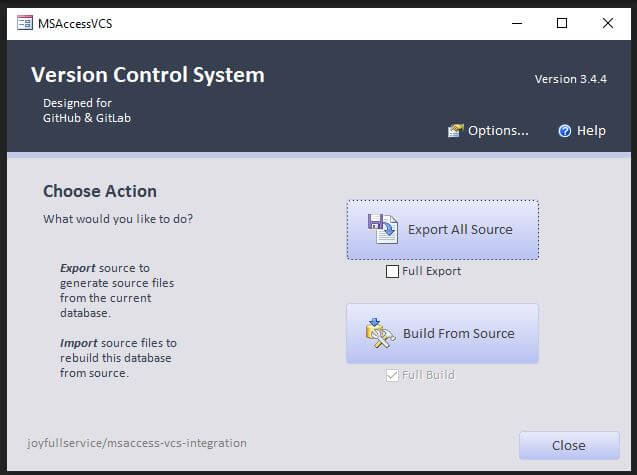 MSAccessVCS
Version Control System
Version 3.4.4
Designed for
GitHub & GitLab
Options...
Help
Choose Action
What would you like to do?
Export All Source
Full Export
Export source to
generate source files
from the current
database.
Build From Source
Full Build
Import source files to
rebuild this database
from source.
joyfullservice/msaccess-vcs-integration
Close